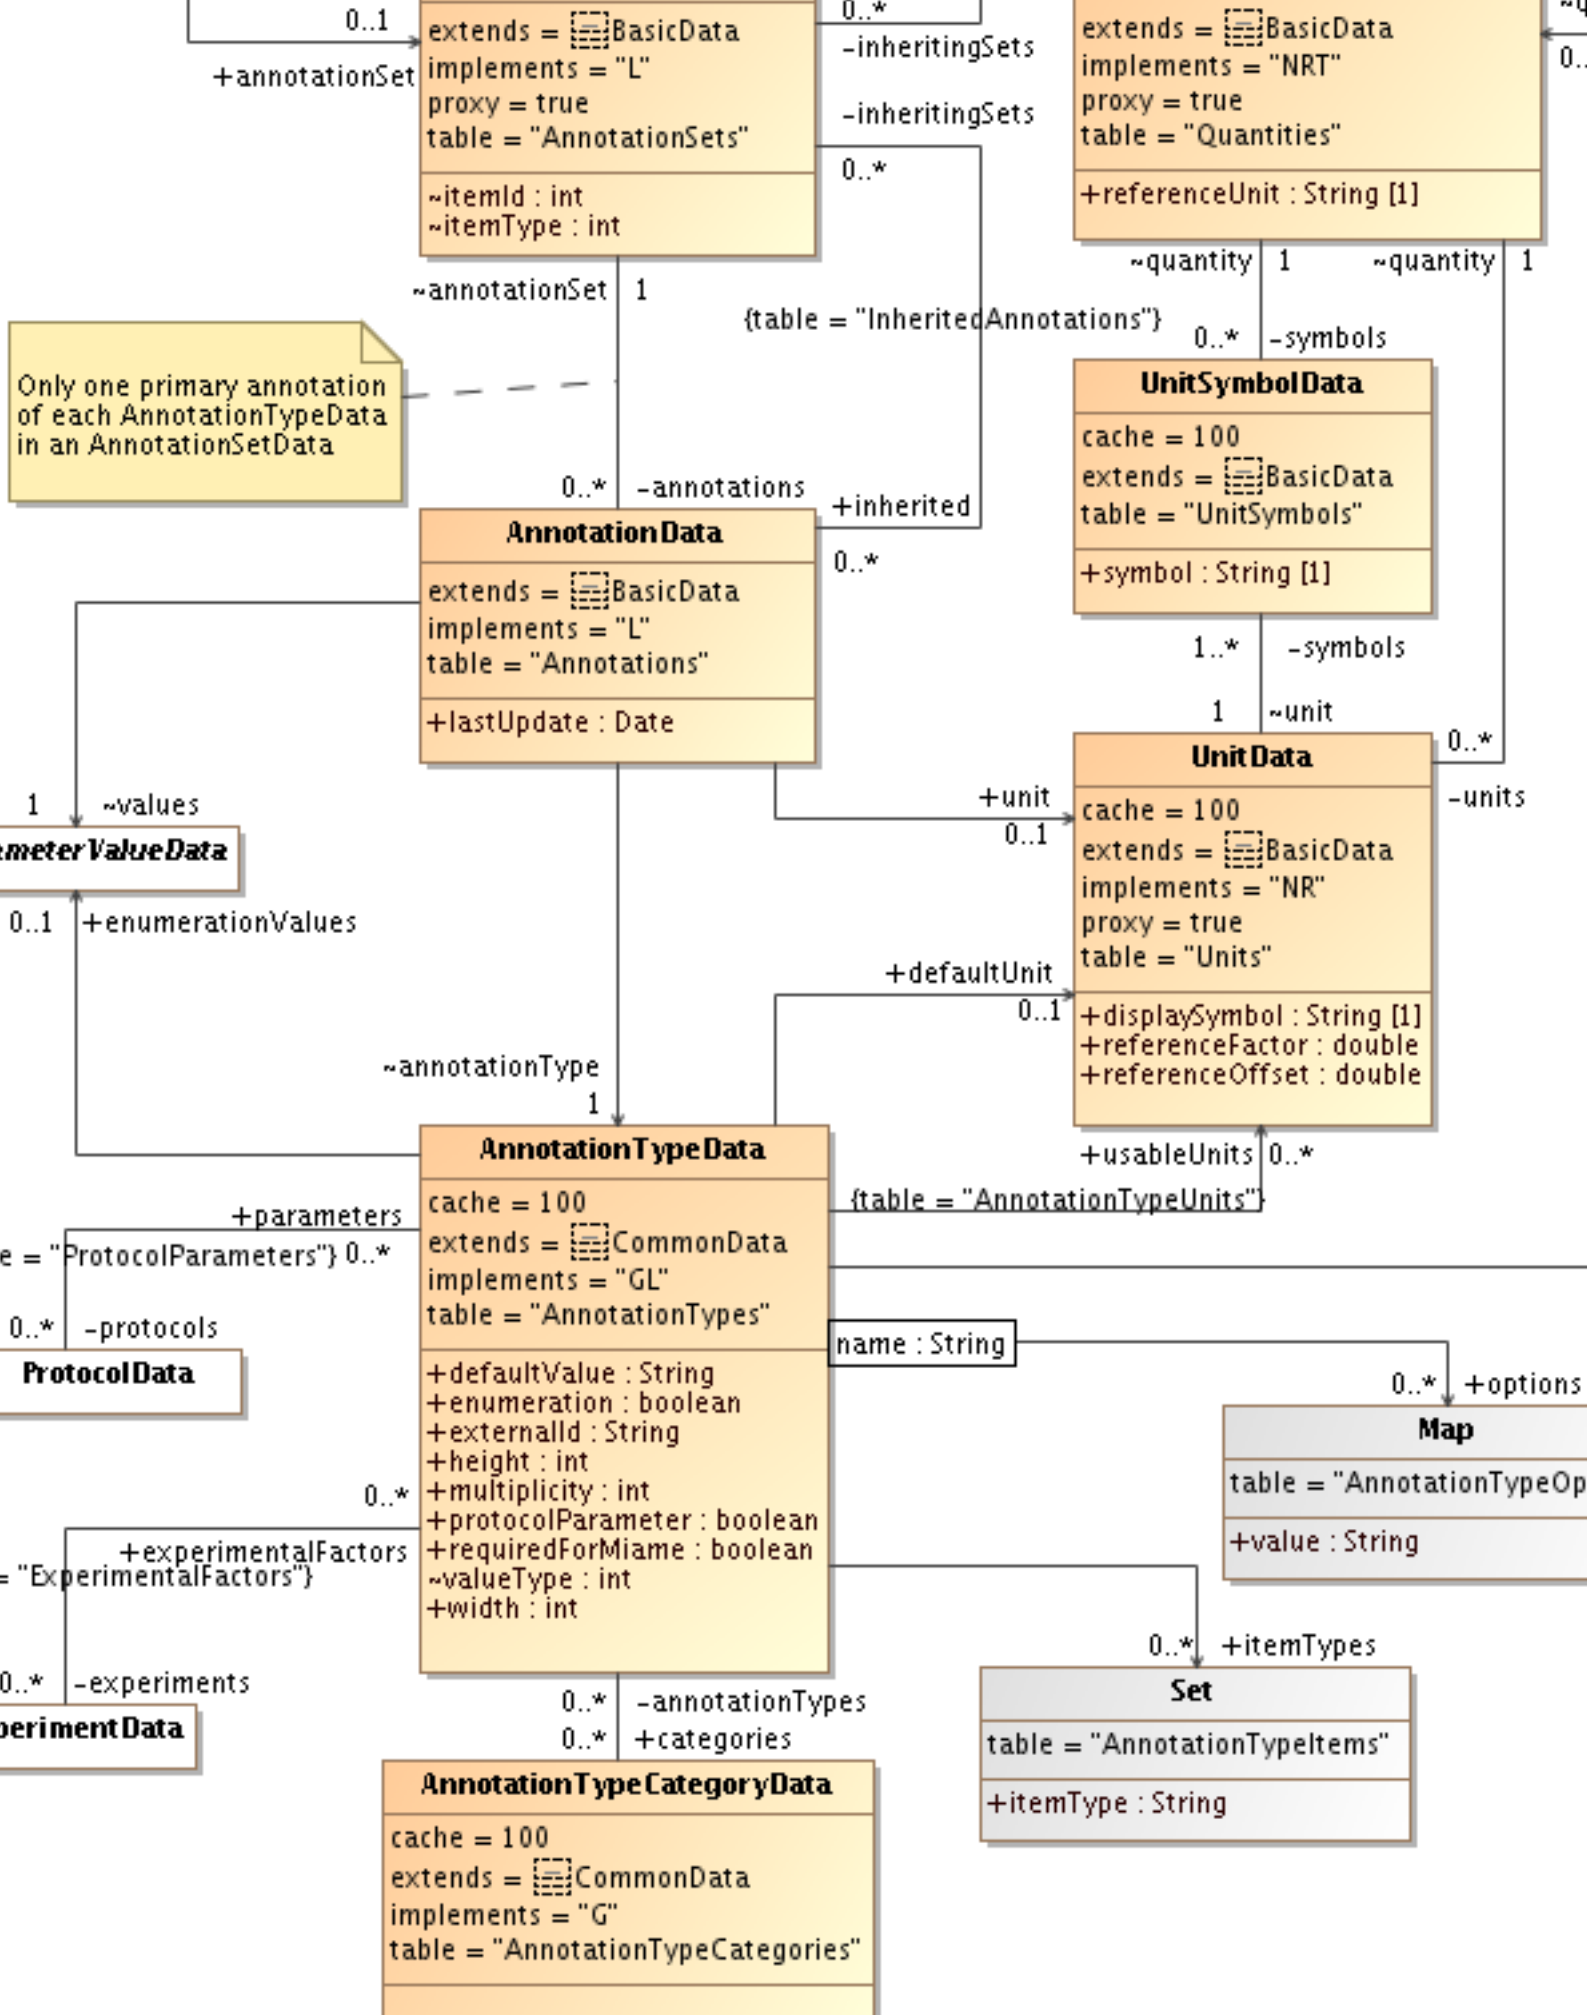 0..1
+annotationSet
extends = BasicData
implements = "L"
proxy = true
table = "AnnotationSets"
~itemId : int
~itemType : int
0..*
-inheritingSets
-inheritingSets
0..*
extends = BasicData
implements = "NRT"
proxy = true
table = "Quantities"
+referenceUnit : String [1]
~quantity 1
~quantity 1
~annotationSet 1
{table = "InheritedAnnotations"}
0..* -symbols
Only one primary annotation
of each AnnotationTypeData
in an AnnotationSetData
UnitSymbolData
cache = 100
extends = BasicData
table = "UnitSymbols"
+symbol : String [1]
0..* -annotations
+inherited
0..*
AnnotationData
extends = BasicData
implements = "L"
table = "Annotations"
+lastUpdate : Date
1..* -symbols
1 ~unit
0..*
-units
UnitData
cache = 100
extends = BasicData
implements = "NR"
proxy = true
table = "Units"
+displaySymbol : String [1]
+referenceFactor : double
+referenceOffset : double
+unit
0..1
1 ~values
meterValueData
0..1 +enumerationValues
+defaultUnit
0..1
~annotationType
1
+usableUnits 0..*
{table = "AnnotationTypeUnits"}
AnnotationTypeData
cache = 100
extends = CommonData
implements = "GL"
table = "AnnotationTypes"
+defaultValue : String
+enumeration : boolean
+externalId : String
+height : int
+multiplicity : int
+protocolParameter : boolean
+requiredForMiame : boolean
~valueType : int
+width : int
+parameters
e = "ProtocolParameters"} 0..*
0..* -protocols
ProtocolData
name : String
0..* +options
Map
table = "AnnotationTypeOp
+value : String
0..*
+experimentalFactors
= "ExperimentalFactors"}
0..* -experiments
perimentData
0..* +itemTypes
Set
table = "AnnotationTypeItems"
+itemType : String
0..* -annotationTypes
0..* +categories
AnnotationTypeCategoryData
cache = 100
extends = CommonData
implements = "G"
table = "AnnotationTypeCategories"